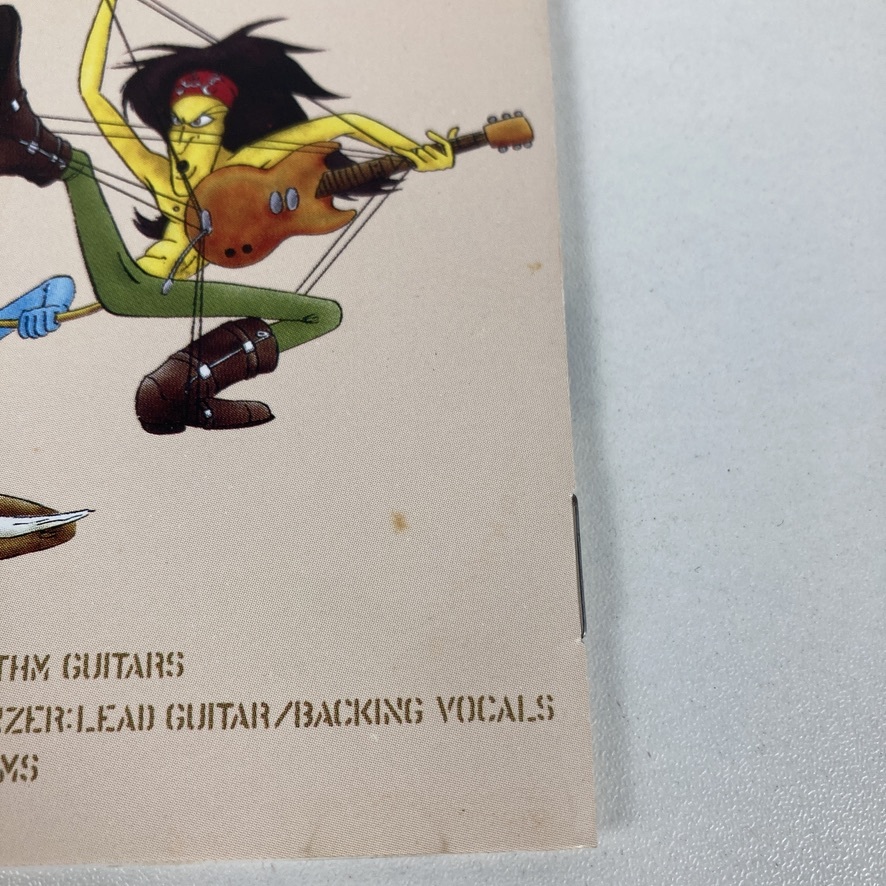 THM GUITARS
ZER:LEAD GUITAR/BACKING VOCALS
MS